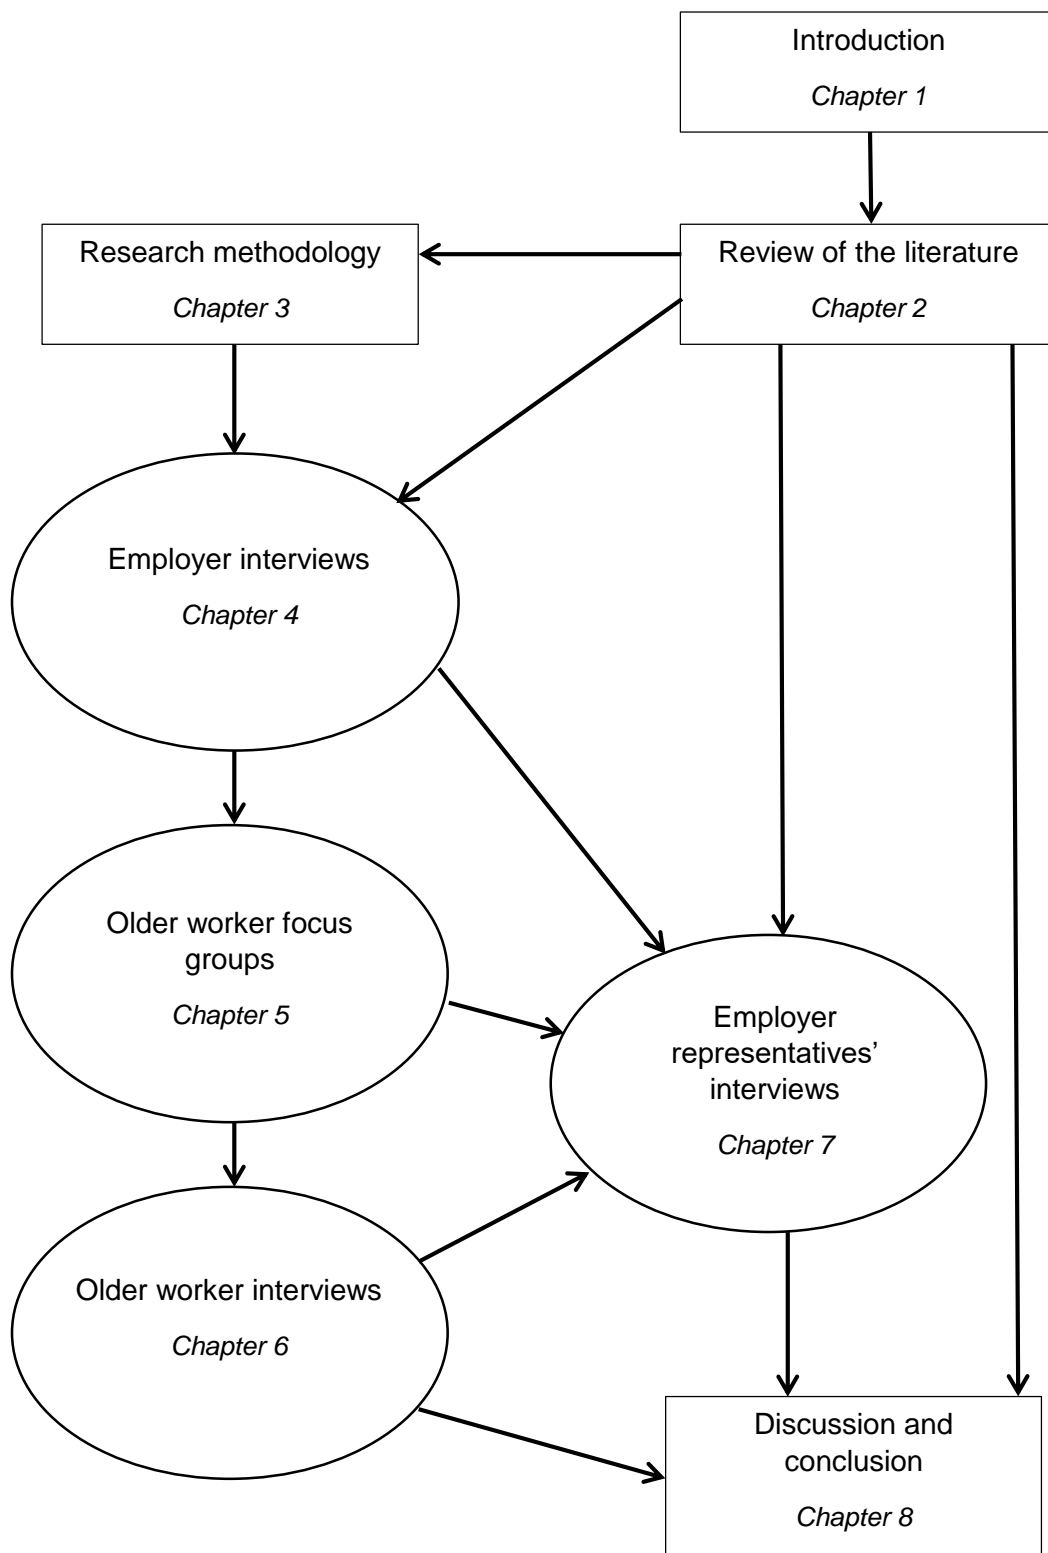 Introduction
Chapter 1
Research methodology
Chapter 3
Review of the literature
Chapter 2
Employer interviews
Chapter 4
Older worker focus
groups
Chapter 5
Employer
representatives’
interviews
Chapter 7
Older worker interviews
Chapter 6
Discussion and
conclusion
Chapter 8